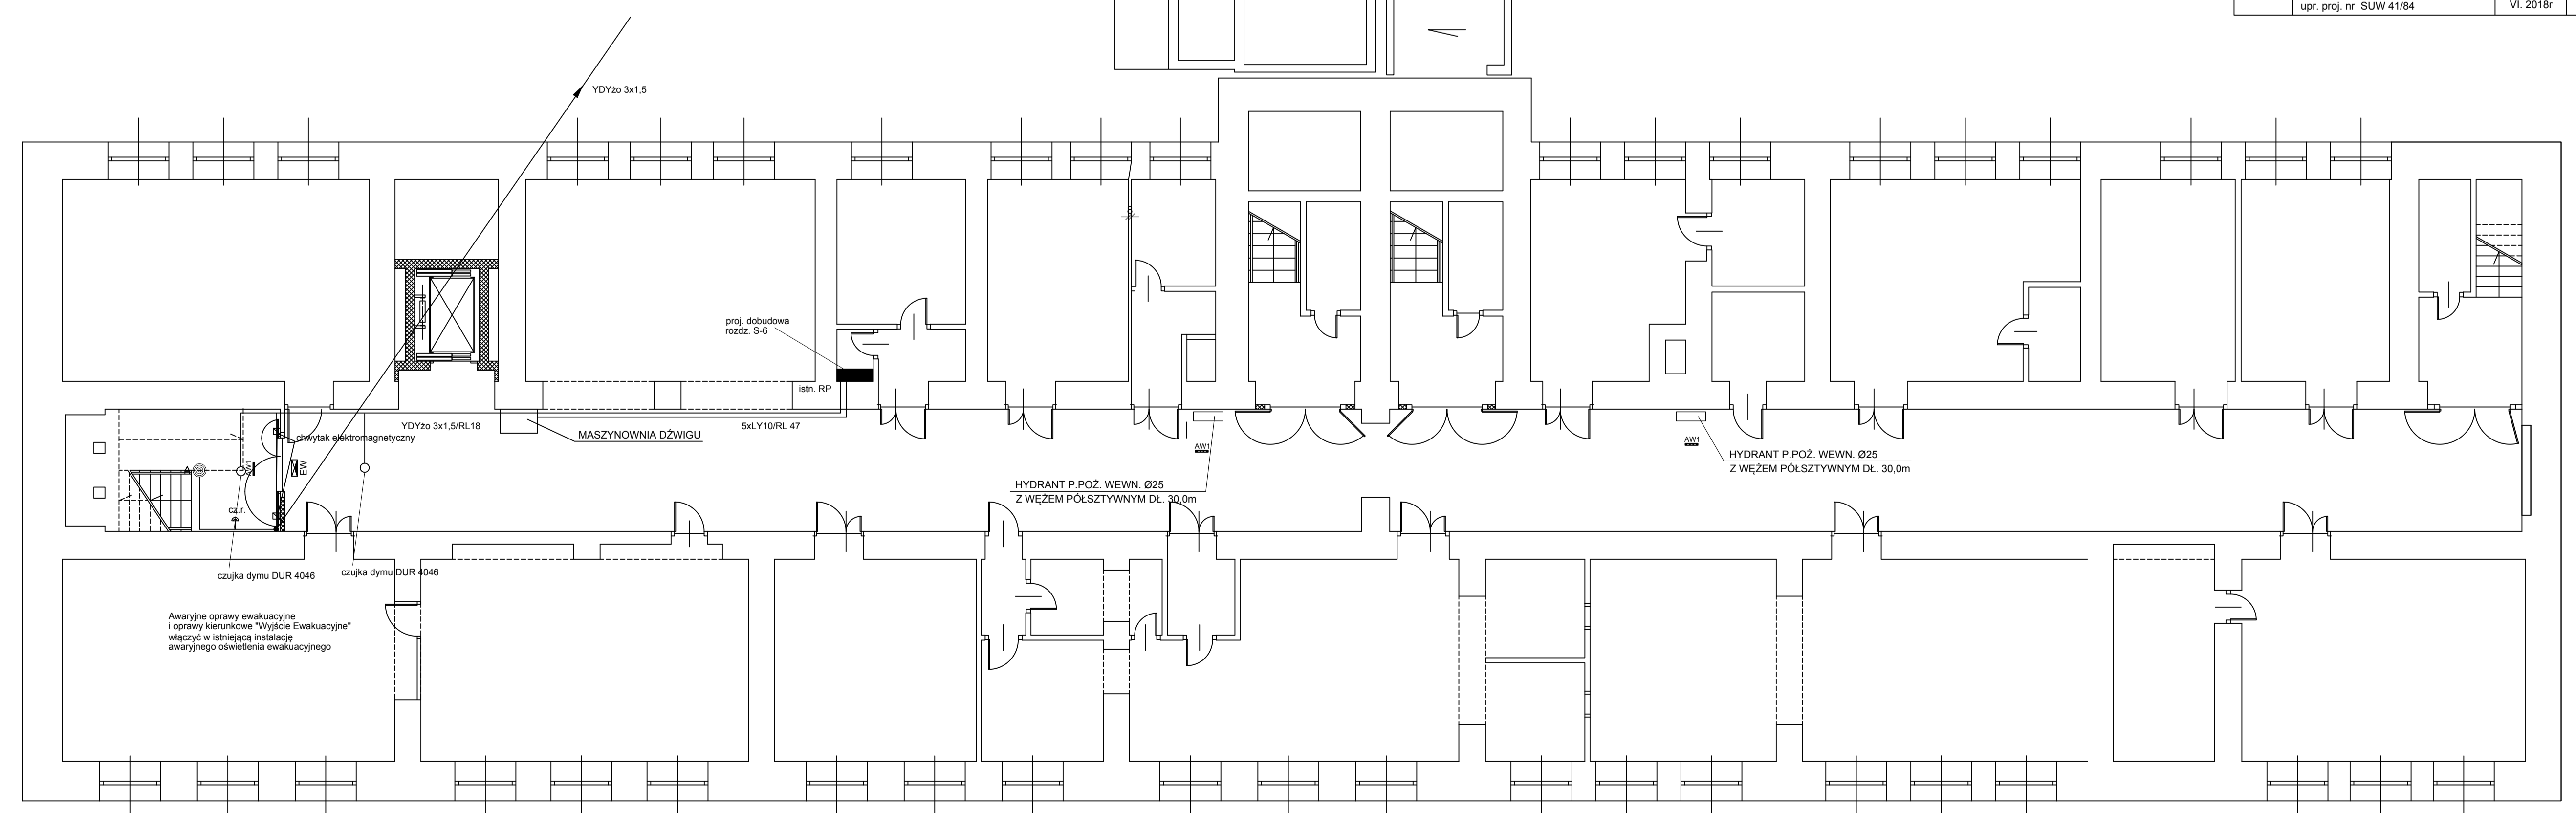 upr. proj. nr SUW 41/84
VI. 2018r
YDYżo 3x1,5
8
proj. dobudowa
rozdz. S-6
istn. RP
YDYżo 3x1,5/RL18
MASZYNOWNIA DŹWIGU
5xLY10/RL 47
chwytak elektromagnetyczny
A
AW1
EW
cz.r.
AW1
AW1
HYDRANT P.POŻ. WEWN. Ø25
Z WĘŻEM PÓŁSZTYWNYM DŁ. 30,0m
HYDRANT P.POŻ. WEWN. Ø25
Z WĘŻEM PÓŁSZTYWNYM DŁ. 30,0m
czujka dymu DUR 4046
czujka dymu DUR 4046
Awaryjne oprawy ewakuacyjne
i oprawy kierunkowe "Wyjście Ewakuacyjne"
włączyć w istniejącą instalację
awaryjnego oświetlenia ewakuacyjnego